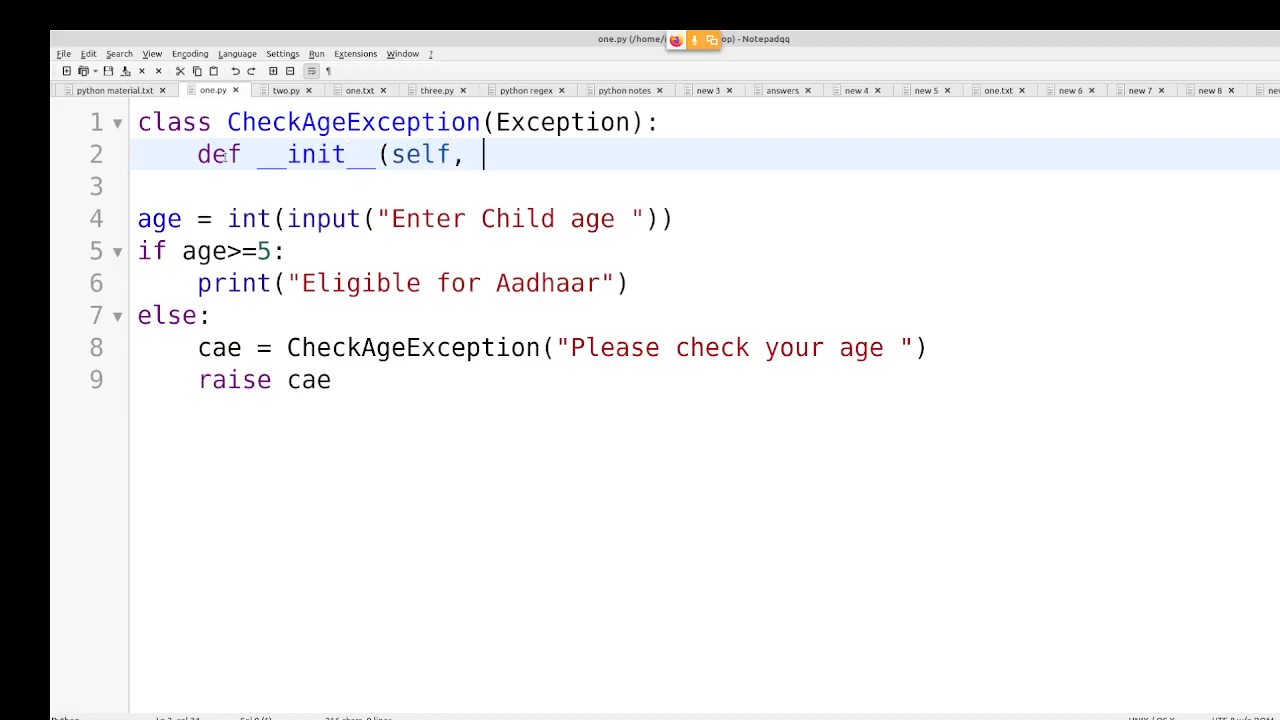 one.py (/home/ op) - Notepadqq
File Edit Search View Encoding Language Settings Run Extensions Window ?
python material.txt one.py two.py one.txt three.py python regex python notes new 3 answers new 4 new 5 one.txt new 6 new 7 new 8
1 class CheckAgeException(Exception):
2 def __init__(self,
3
4 age = int(input("Enter Child age "))
5 if age>=5:
6 print("Eligible for Aadhaar")
7 else:
8 cae = CheckAgeException("Please check your age ")
9 raise cae